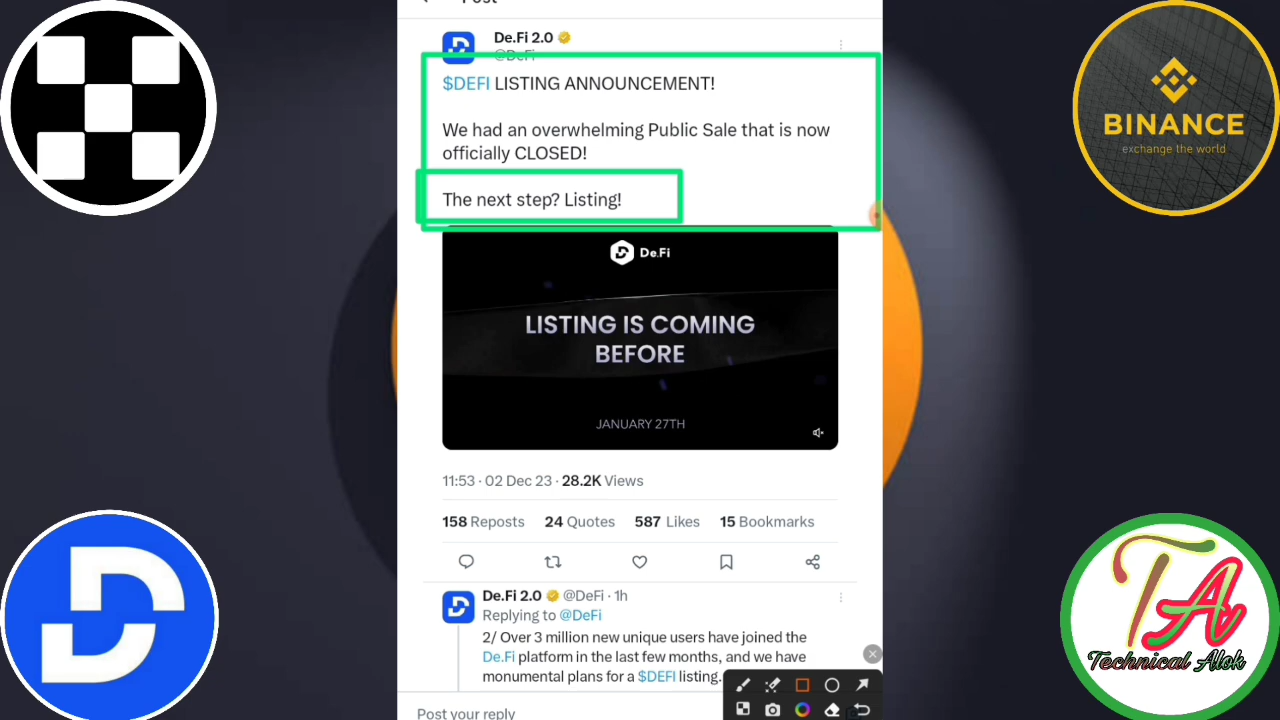 De.Fi 2.0
@DeFi
$DEFI LISTING ANNOUNCEMENT!
We had an overwhelming Public Sale that is now
officially CLOSED!
The next step? Listing!
De.Fi
LISTING IS COMING
BEFORE
JANUARY 27TH
11:53 · 02 Dec 23 · 28.2K Views
158 Reposts 24 Quotes 587 Likes 15 Bookmarks
De.Fi 2.0 @DeFi · 1h
Replying to @DeFi
2/ Over 3 million new unique users have joined the
De.Fi platform in the last few months, and we have
monumental plans for a $DEFI listing.
Post your reply
BINANCE
exchange the world
TA
Technical Alok